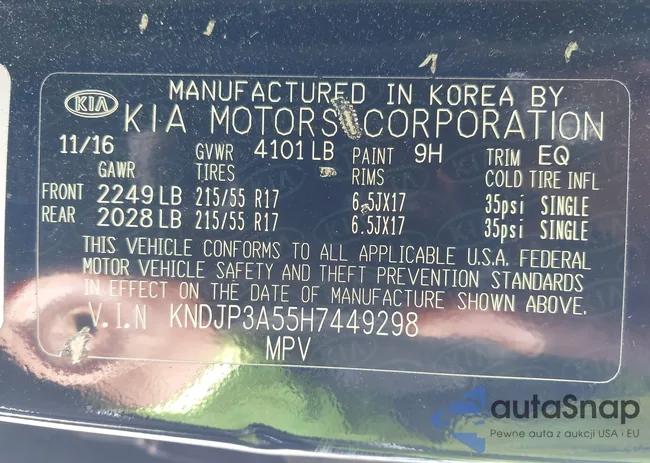 KIA
MANUFACTURED IN KOREA BY
KIA MOTORS CORPORATION
11/16 GVWR 4101 LB PAINT 9H TRIM EQ
GAWR TIRES RIMS COLD TIRE INFL
FRONT 2249 LB 215/55 R17 6.5JX17 35psi SINGLE
REAR 2028 LB 215/55 R17 6.5JX17 35psi SINGLE
THIS VEHICLE CONFORMS TO ALL APPLICABLE U.S.A. FEDERAL
MOTOR VEHICLE SAFETY AND THEFT PREVENTION STANDARDS
IN EFFECT ON THE DATE OF MANUFACTURE SHOWN ABOVE.
V.I.N KNDJP3A55H7449298
MPV
autaSnap
Pewne auta z aukcji USA i EU